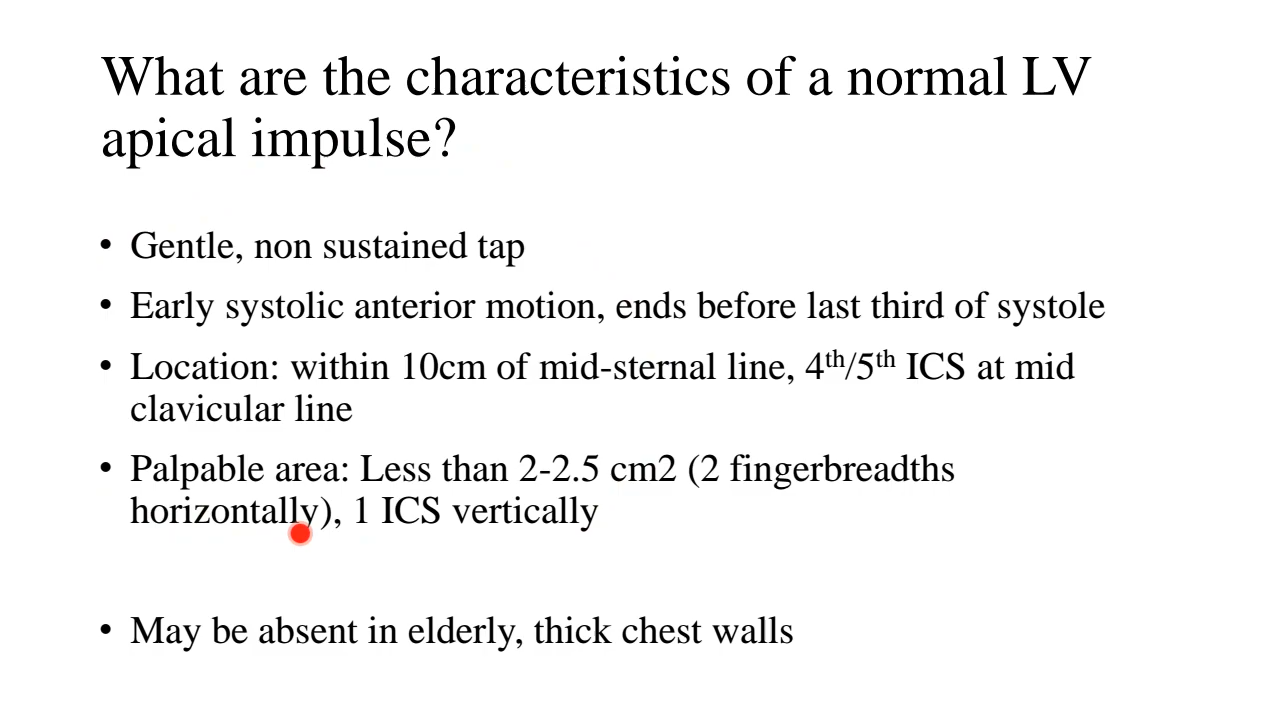 What are the characteristics of a normal LV
apical impulse?
• Gentle, non sustained tap
• Early systolic anterior motion, ends before last third of systole
• Location: within 10cm of mid-sternal line, 4th/5th ICS at mid
clavicular line
• Palpable area: Less than 2-2.5 cm2 (2 fingerbreadths
horizontally), 1 ICS vertically
• May be absent in elderly, thick chest walls